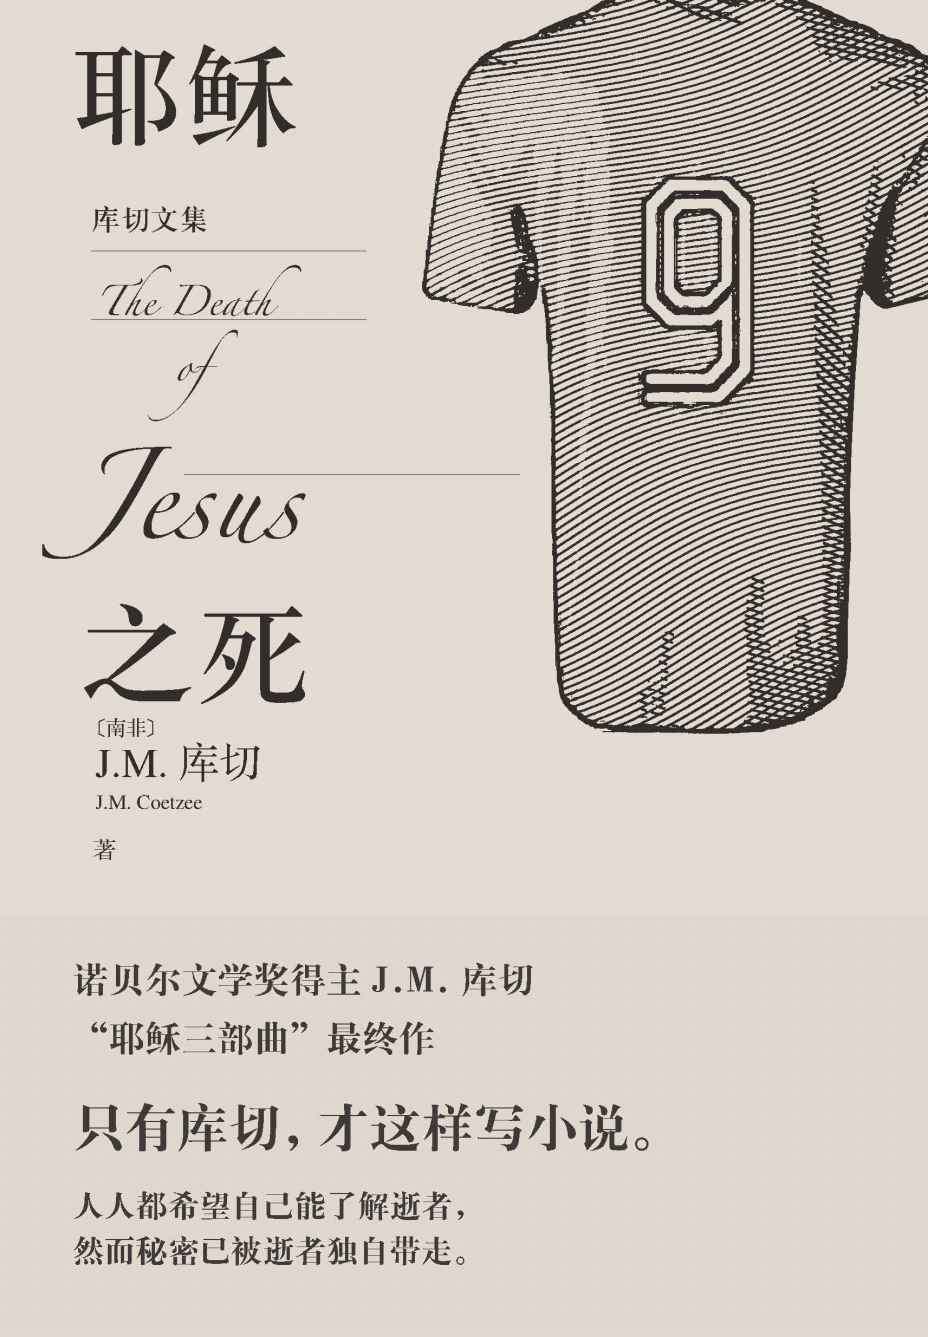 耶稣
库切文集
The Death
of
Jesus
之死
〔南非〕
J.M. 库切
J.M. Coetzee
著
9
诺贝尔文学奖得主 J.M. 库切
“耶稣三部曲”最终作
只有库切，才这样写小说。
人人都希望自己能了解逝者，
然而秘密已被逝者独自带走。